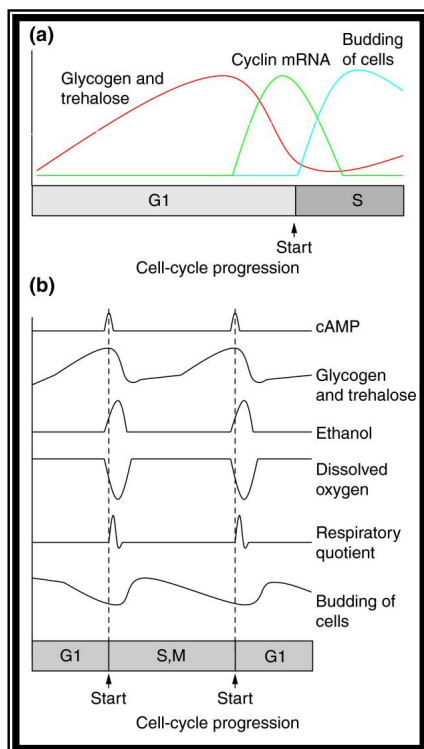 (a)
Budding
of cells
Cyclin mRNA
Glycogen and
trehalose
G1
S
Start
Cell-cycle progression
(b)
cAMP
Glycogen
and trehalose
Ethanol
Dissolved
oxygen
Respiratory
quotient
Budding of
cells
G1
S,M
G1
Start
Start
Cell-cycle progression